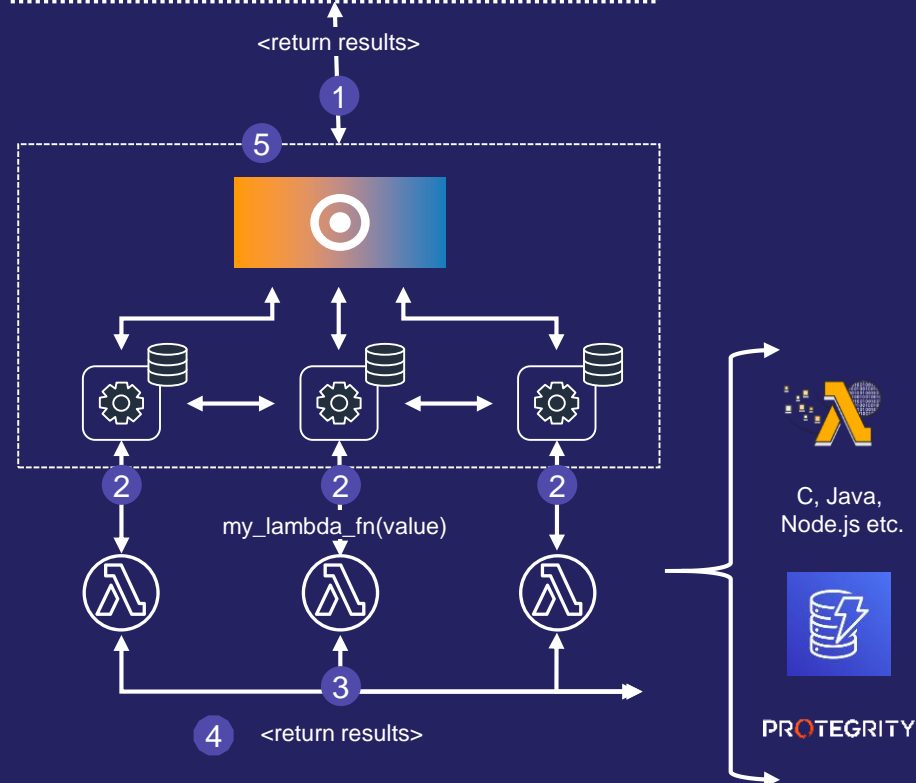 <return results>
1
5
2
2
2
my_lambda_fn(value)
C, Java,
Node.js etc.
3
4
<return results>
PROTEGRITY